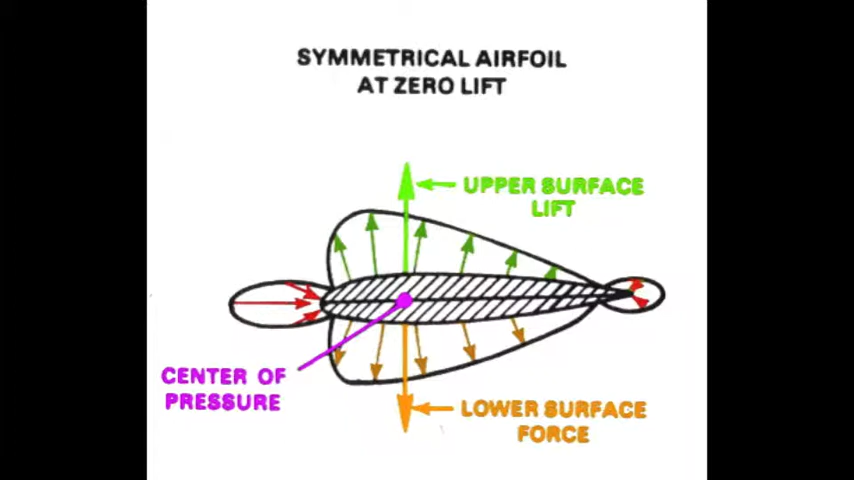 SYMMETRICAL AIRFOIL
AT ZERO LIFT
UPPER SURFACE
LIFT
CENTER OF
PRESSURE
LOWER SURFACE
FORCE